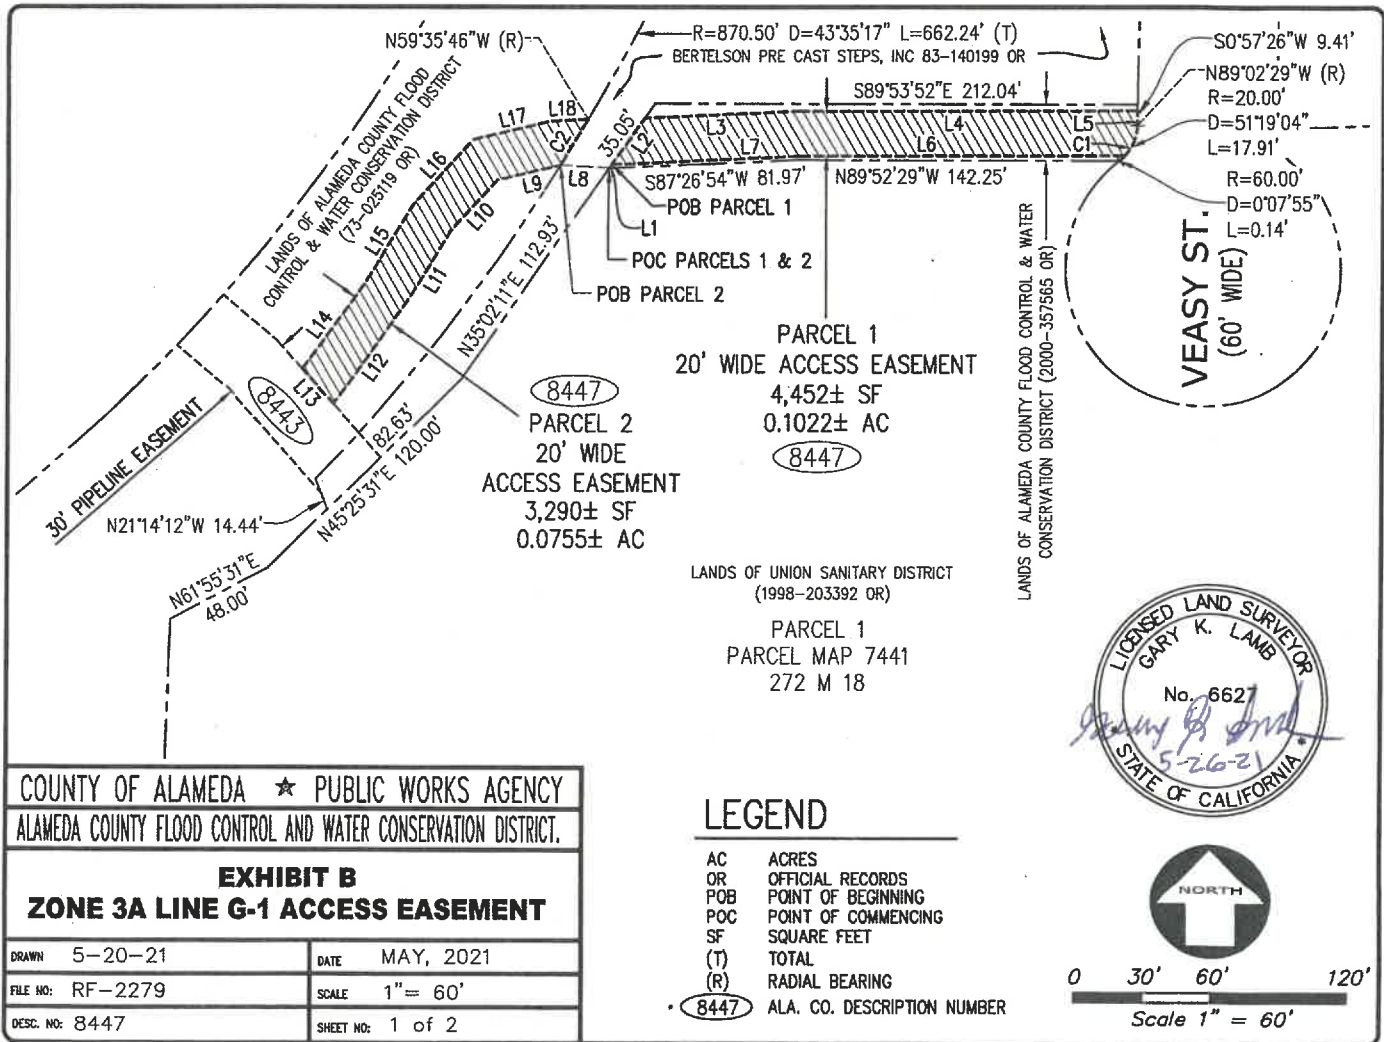 N59°35'46"W (R)
R=870.50' D=43°35'17" L=662.24' (T)
BERTELSON PRE CAST STEPS, INC 83-140199 OR
S0°57'26"W 9.41'
N89°02'29"W (R)
R=20.00'
D=51°19'04"
L=17.91'
R=60.00'
D=0°07'55"
L=0.14'
S89°53'52"E 212.04'
LANDS OF ALAMEDA COUNTY FLOOD
CONTROL & WATER CONSERVATION DISTRICT
(73-025119 OR)
L17
L18
C2
35.05'
L2
L3
L7
L4
L6
L5
C1
L16
L9
L8
S87°26'54"W 81.97'
N89°52'29"W 142.25'
POB PARCEL 1
L1
POC PARCELS 1 & 2
POB PARCEL 2
L15
L10
L11
L14
L12
L13
N35°02'11"E 112.93'
VEASY ST.
(60' WIDE)
LANDS OF ALAMEDA COUNTY FLOOD CONTROL & WATER
CONSERVATION DISTRICT (2000-357565 OR)
PARCEL 1
20' WIDE ACCESS EASEMENT
4,452± SF
0.1022± AC
8447
8447
PARCEL 2
20' WIDE
ACCESS EASEMENT
3,290± SF
0.0755± AC
8443
82.63'
N45°25'31"E 120.00'
30' PIPELINE EASEMENT
N21°14'12"W 14.44'
N61°55'31"E
48.00'
LANDS OF UNION SANITARY DISTRICT
(1998-203392 OR)
PARCEL 1
PARCEL MAP 7441
272 M 18
LICENSED LAND SURVEYOR
GARY K. LAMB
No. 6627
5-26-21
STATE OF CALIFORNIA
COUNTY OF ALAMEDA ★ PUBLIC WORKS AGENCY
ALAMEDA COUNTY FLOOD CONTROL AND WATER CONSERVATION DISTRICT.
EXHIBIT B
ZONE 3A LINE G-1 ACCESS EASEMENT
DRAWN 5-20-21
DATE MAY, 2021
FILE NO: RF-2279
SCALE 1"= 60'
DESC. NO: 8447
SHEET NO: 1 of 2
LEGEND
AC ACRES
OR OFFICIAL RECORDS
POB POINT OF BEGINNING
POC POINT OF COMMENCING
SF SQUARE FEET
(T) TOTAL
(R) RADIAL BEARING
8447 ALA. CO. DESCRIPTION NUMBER
NORTH
0 30' 60' 120'
Scale 1" = 60'